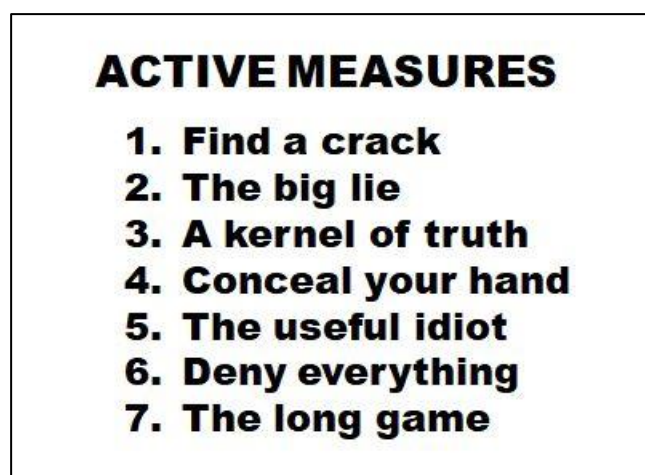 ACTIVE MEASURES
1. Find a crack
2. The big lie
3. A kernel of truth
4. Conceal your hand
5. The useful idiot
6. Deny everything
7. The long game